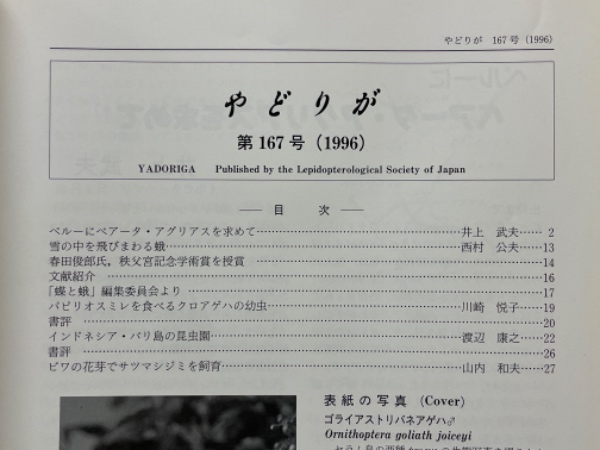 やどりが 167号(1996)
やどりが
第167号(1996)
YADORIGA Published by the Lepidopterological Society of Japan
— 目 次 —
ペルーにベアータ・アグリアスを求めて……井上 武夫…… 2
雪の中を飛びまわる蛾……西村 公夫……13
春田俊郎氏，秩父宮記念学術賞を授賞……14
文献紹介……16
「蝶と蛾」編集委員会より……17
パピリオスミレを食べるクロアゲハの幼虫……川崎 悦子……19
書評……20
インドネシア・バリ島の昆虫園……渡辺 康之……22
書評……26
ビワの花芽でサツマシジミを飼育……山内 和夫……27
表紙の写真 (Cover)
ゴライアストリバネアゲハ♂
Ornithoptera goliath joiceyi